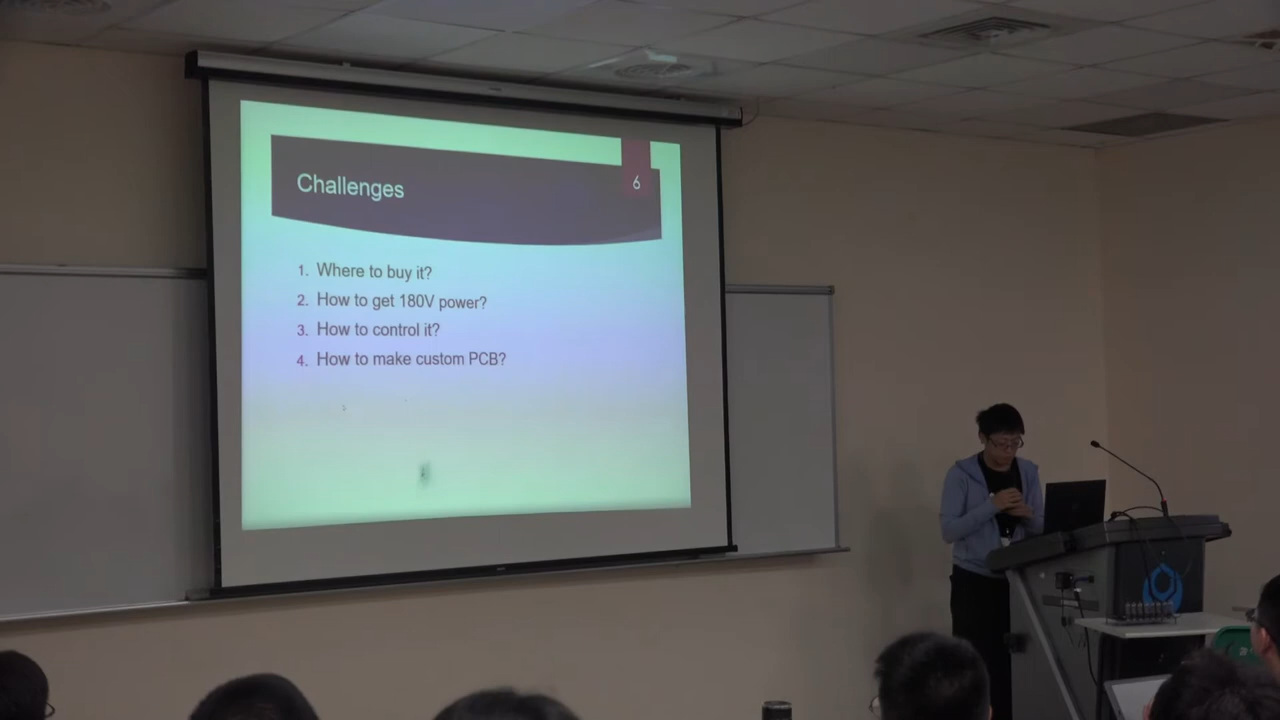 Challenges
6
1. Where to buy it?
2. How to get 180V power?
3. How to control it?
4. How to make custom PCB?